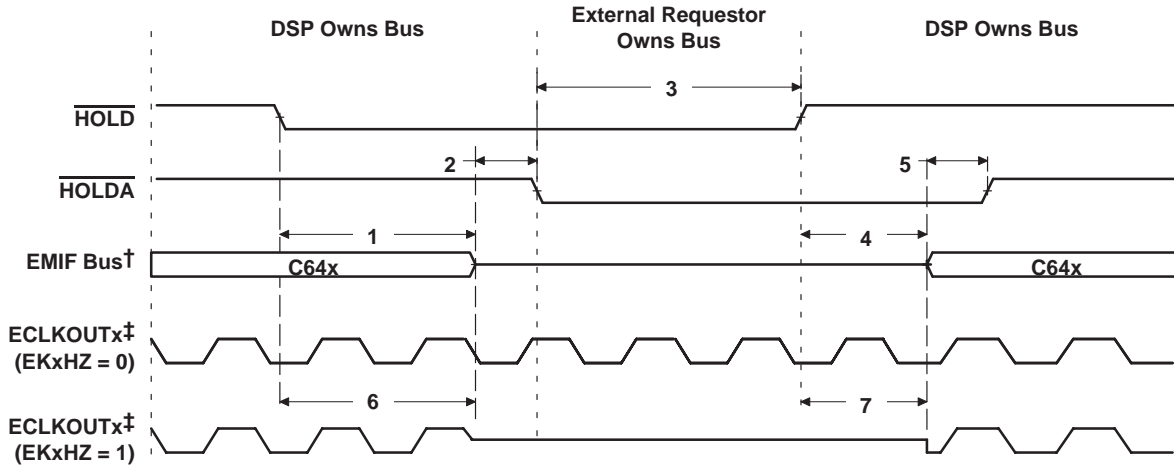 DSP Owns Bus
External Requestor
Owns Bus
DSP Owns Bus
3
HOLD
2
5
HOLDA
1
4
EMIF Bus†
C64x
C64x
ECLKOUTx‡
(EKxHZ = 0)
6
7
ECLKOUTx‡
(EKxHZ = 1)